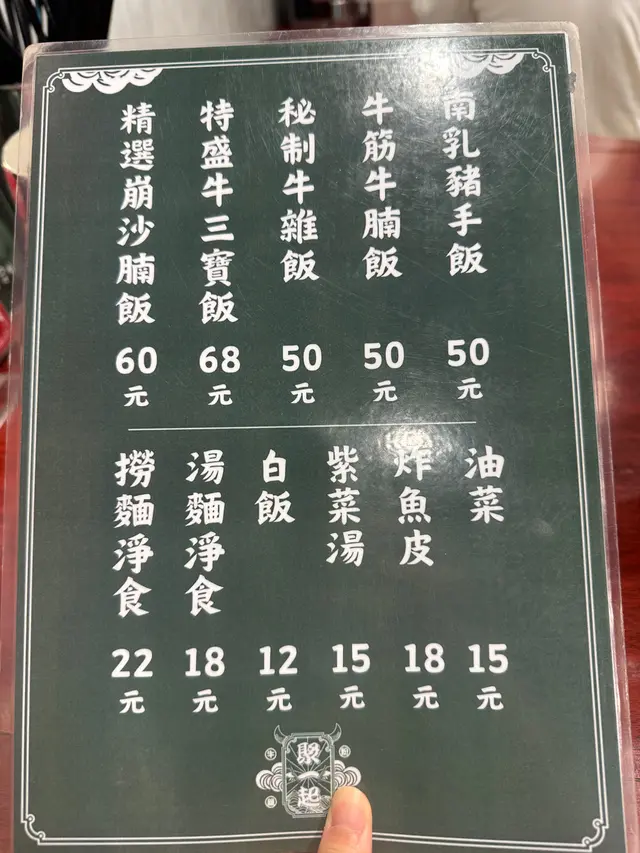 南乳豬手飯
50元
牛筋牛腩飯
50元
秘制牛雜飯
50元
特盛牛三寶飯
68元
精選崩沙腩飯
60元
油菜
15元
炸魚皮
18元
紫菜湯
15元
白飯
12元
湯麵淨食
18元
撈麵淨食
22元
聚一起